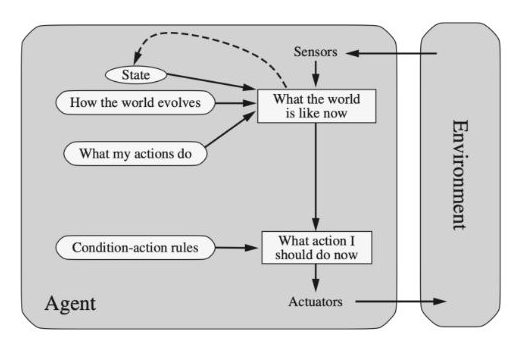 Sensors
State
How the world evolves
What the world
is like now
What my actions do
Environment
Condition-action rules
What action I
should do now
Agent
Actuators